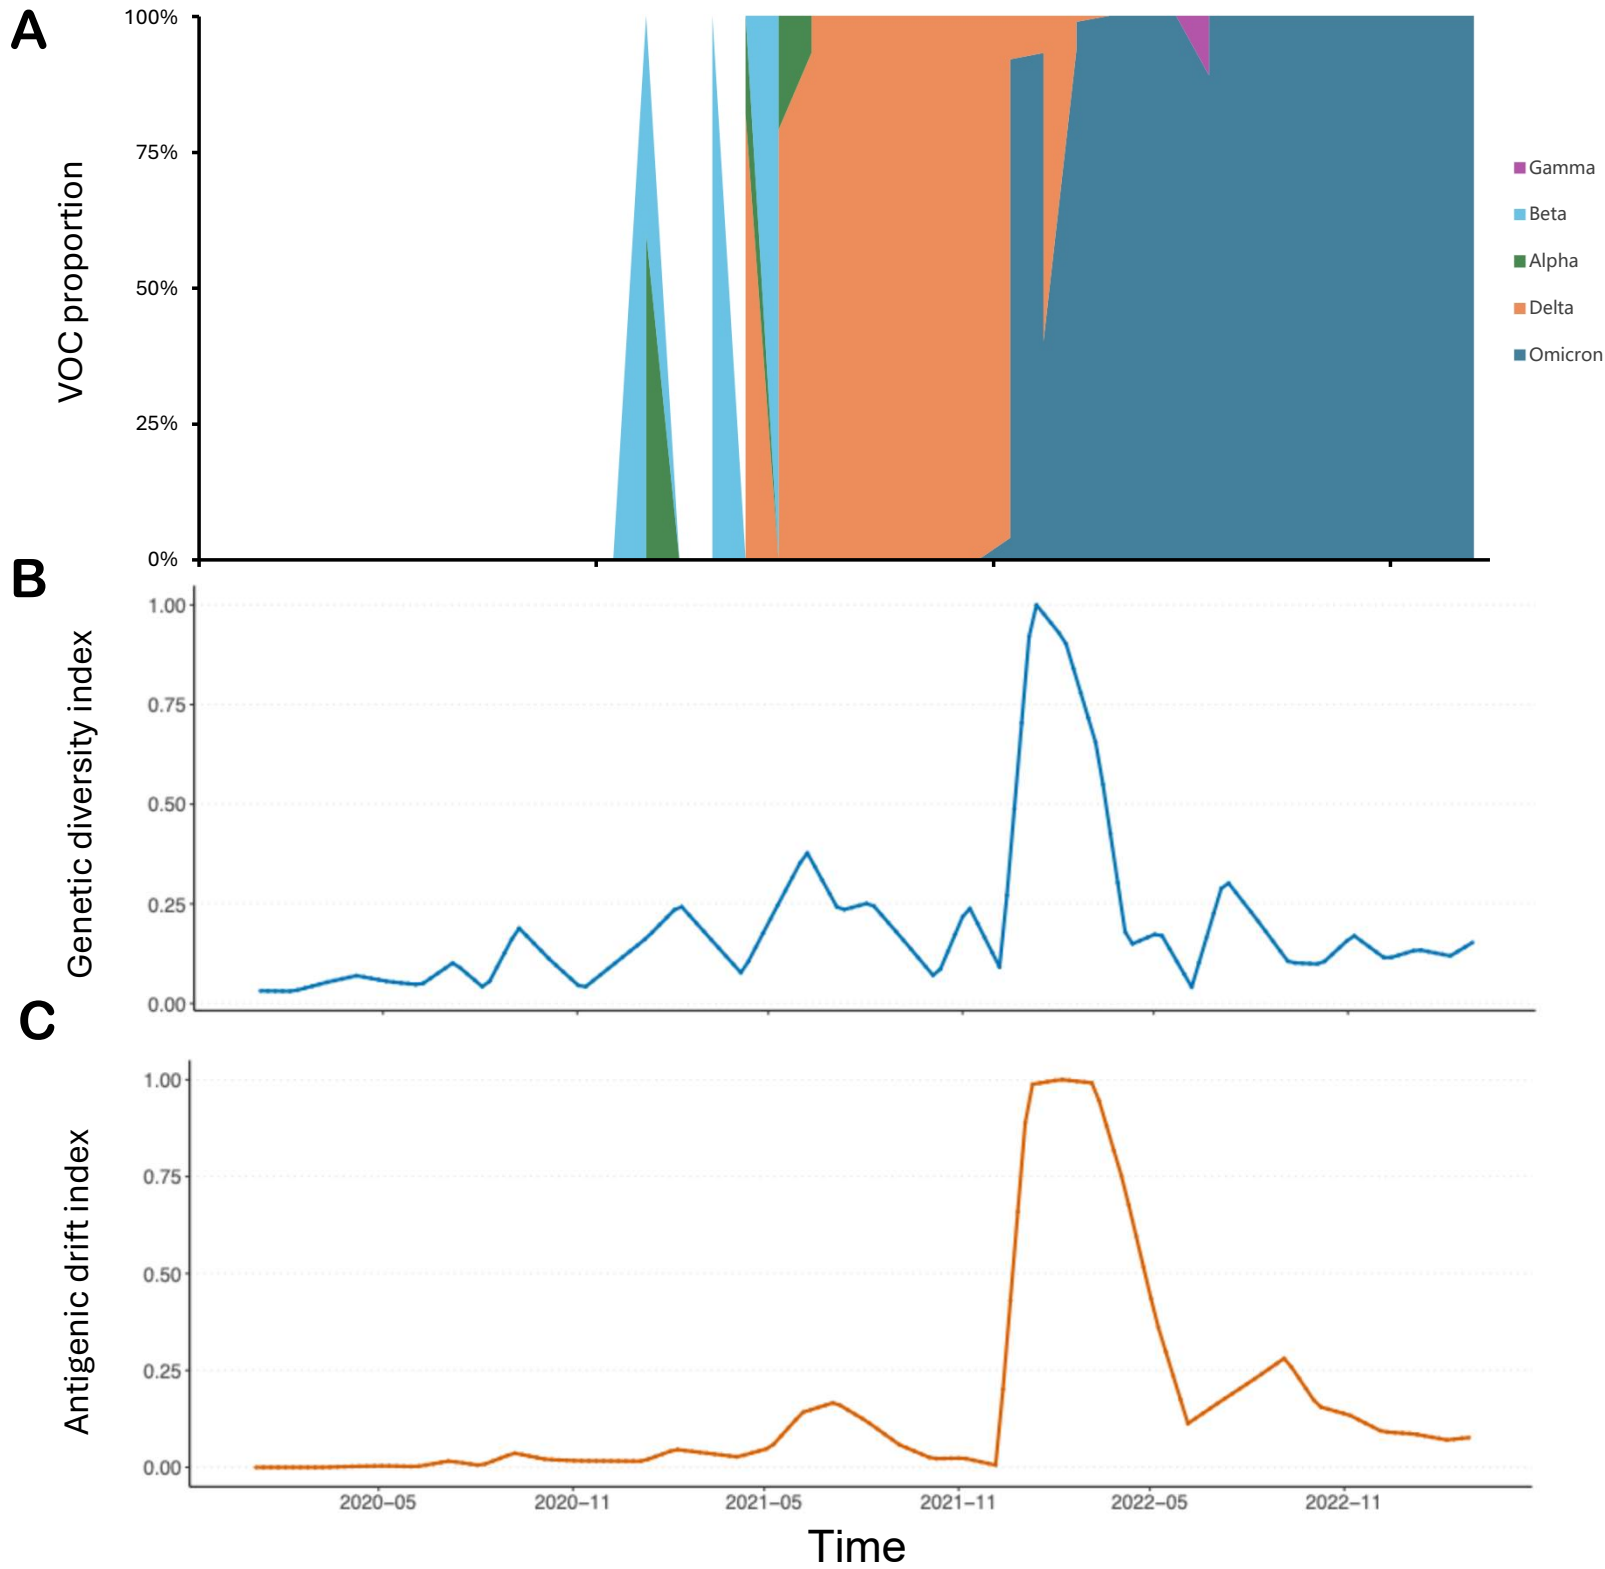 A
100%
75%
50%
25%
0%
VOC proportion
Gamma
Beta
Alpha
Delta
Omicron
B
1.00
0.75
0.50
0.25
0.00
Genetic diversity index
C
1.00
0.75
0.50
0.25
0.00
Antigenic drift index
2020–05
2020–11
2021–05
2021–11
2022–05
2022–11
Time